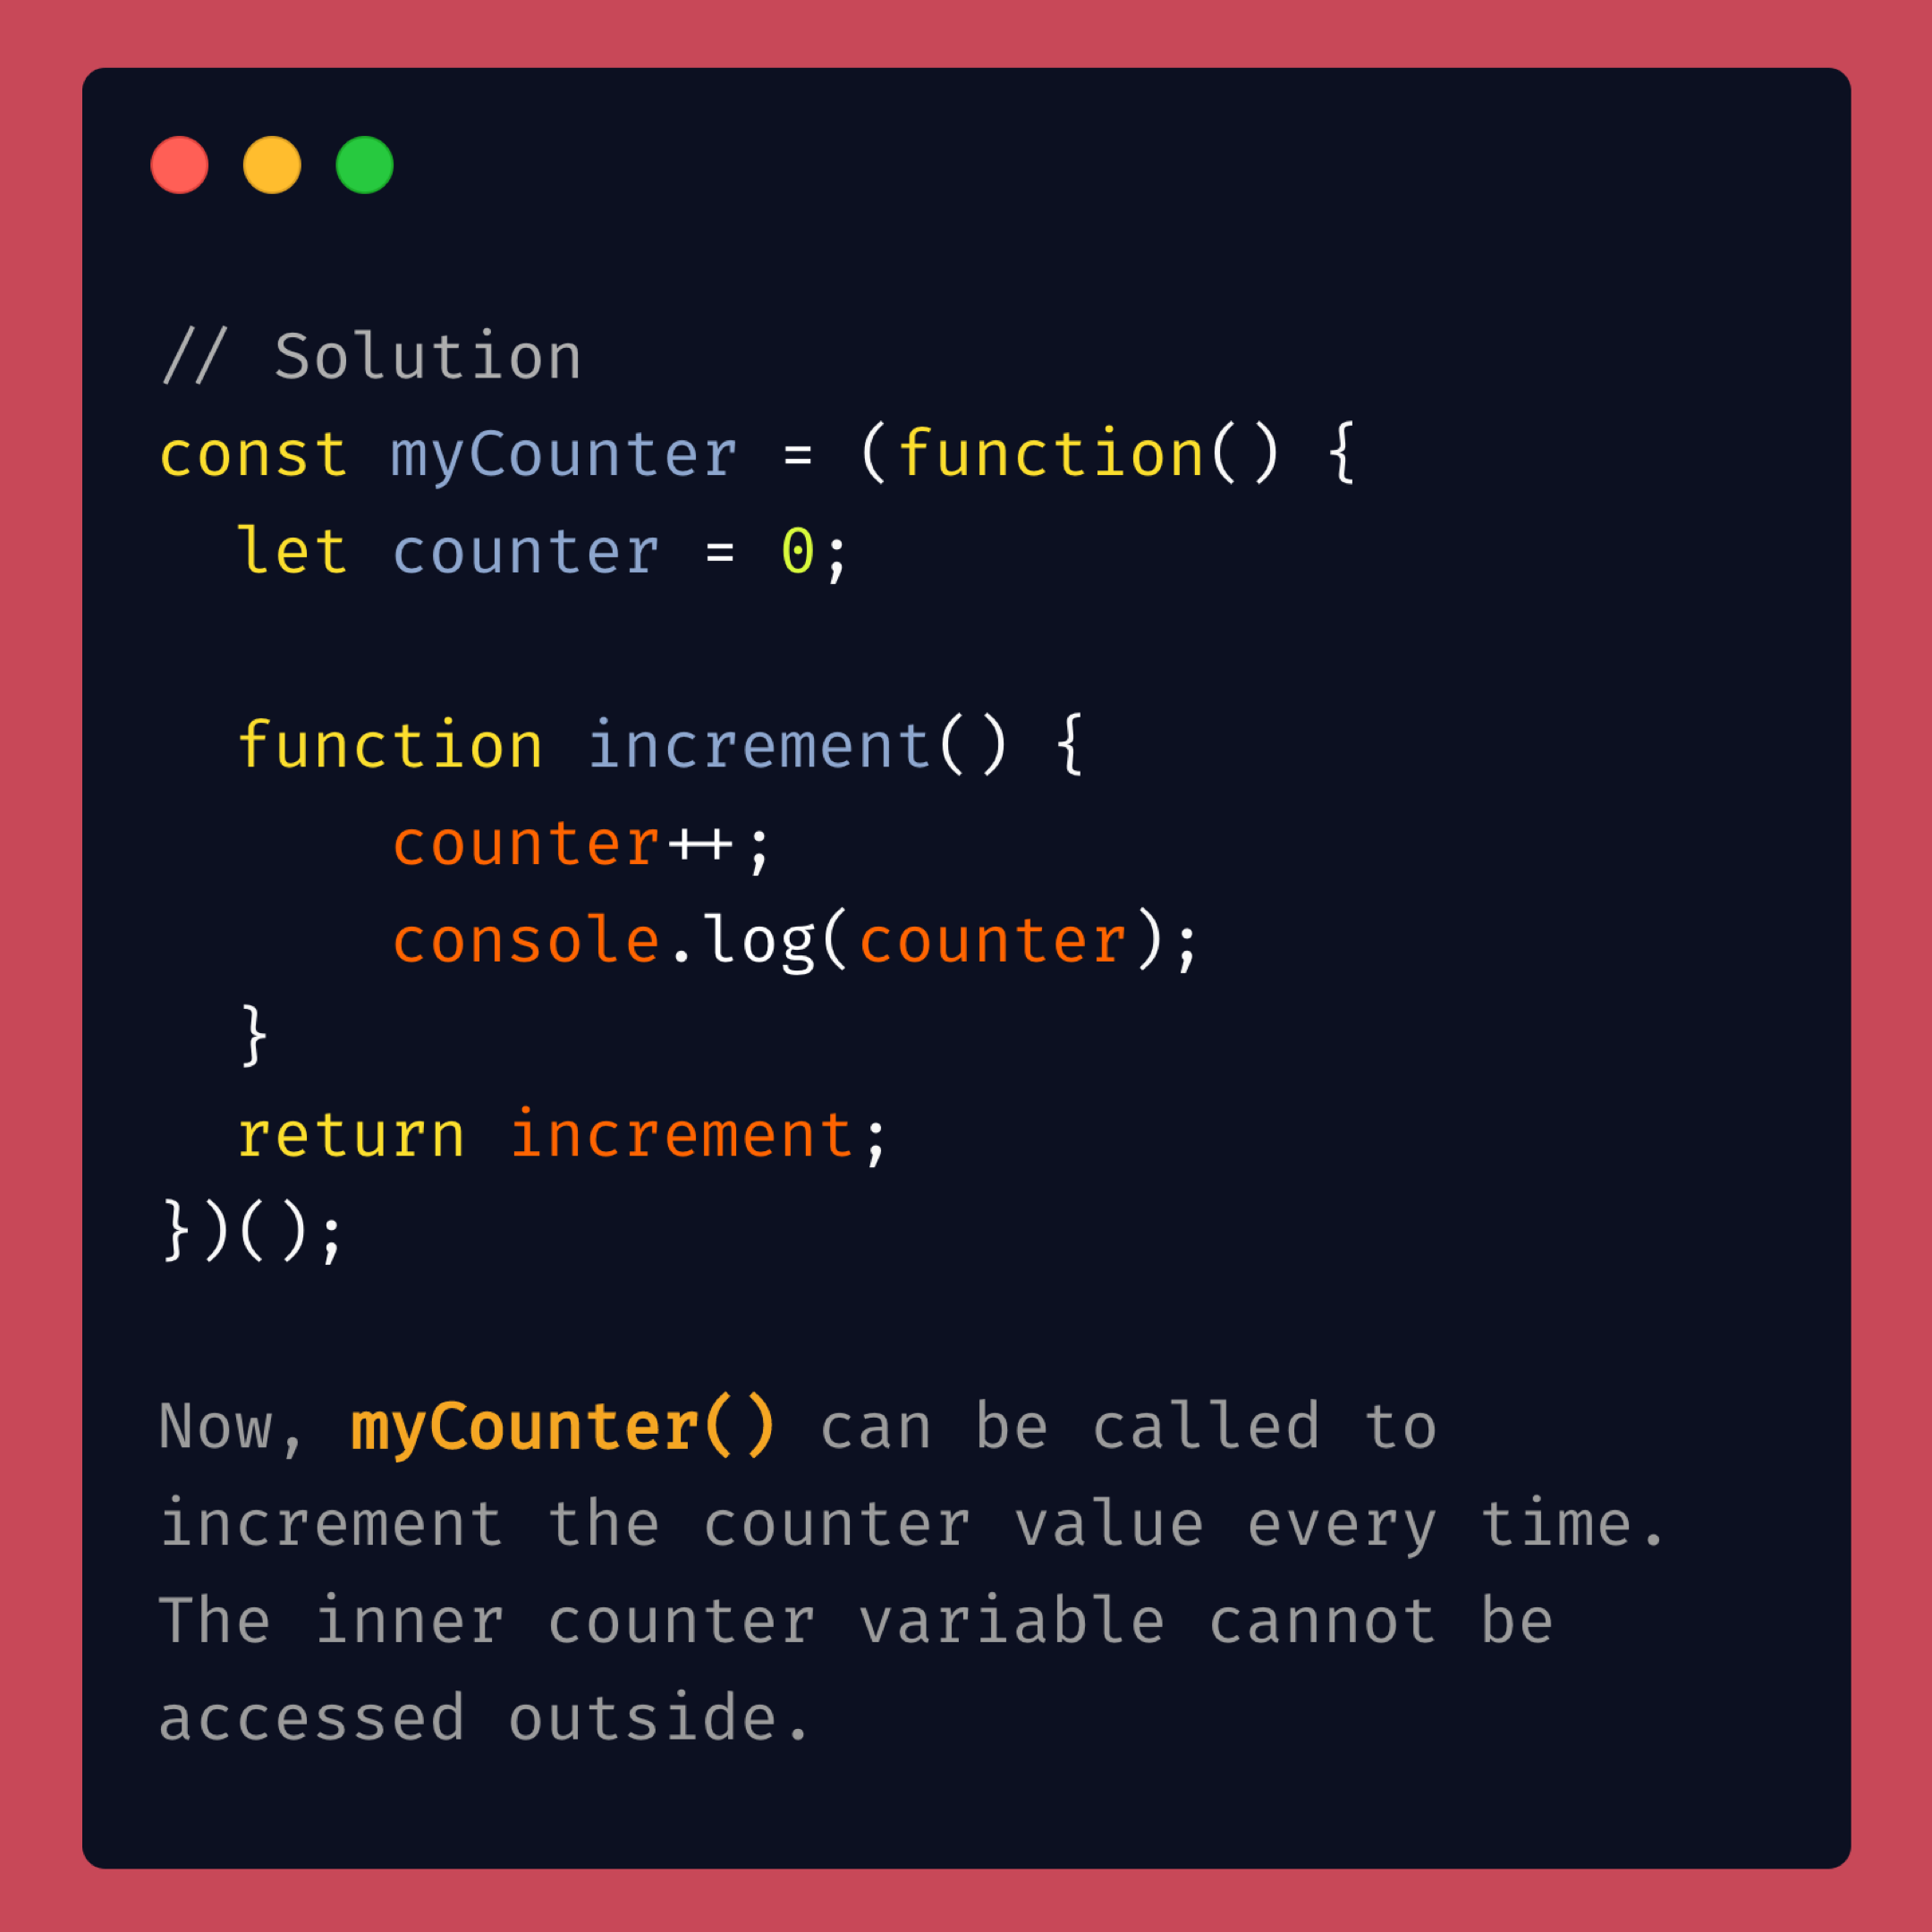 // Solution
const myCounter = (function() {
  let counter = 0;
  function increment() {
      counter++;
      console.log(counter);
  }
  return increment;
})();
Now, myCounter() can be called to
increment the counter value every time.
The inner counter variable cannot be
accessed outside.